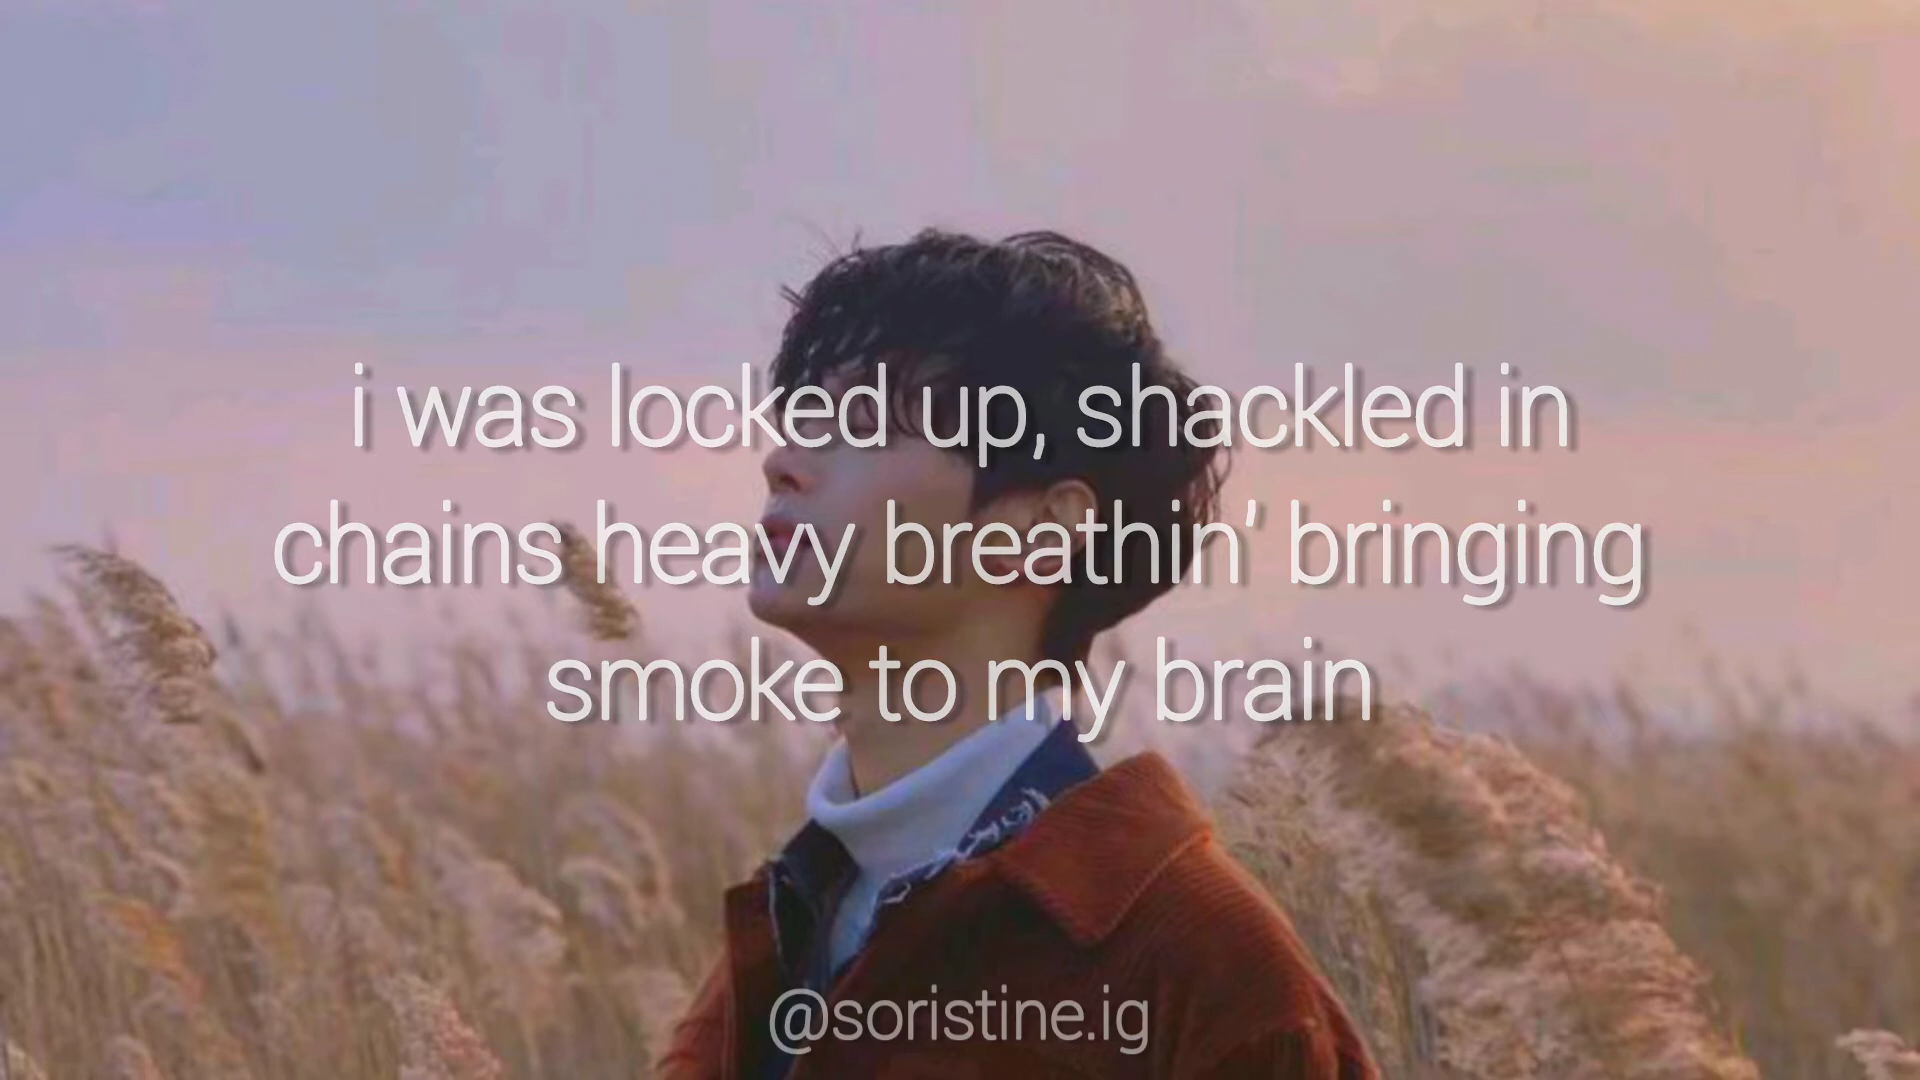 i was locked up, shackled in
chains heavy breathin’ bringing
smoke to my brain
@soristine.ig